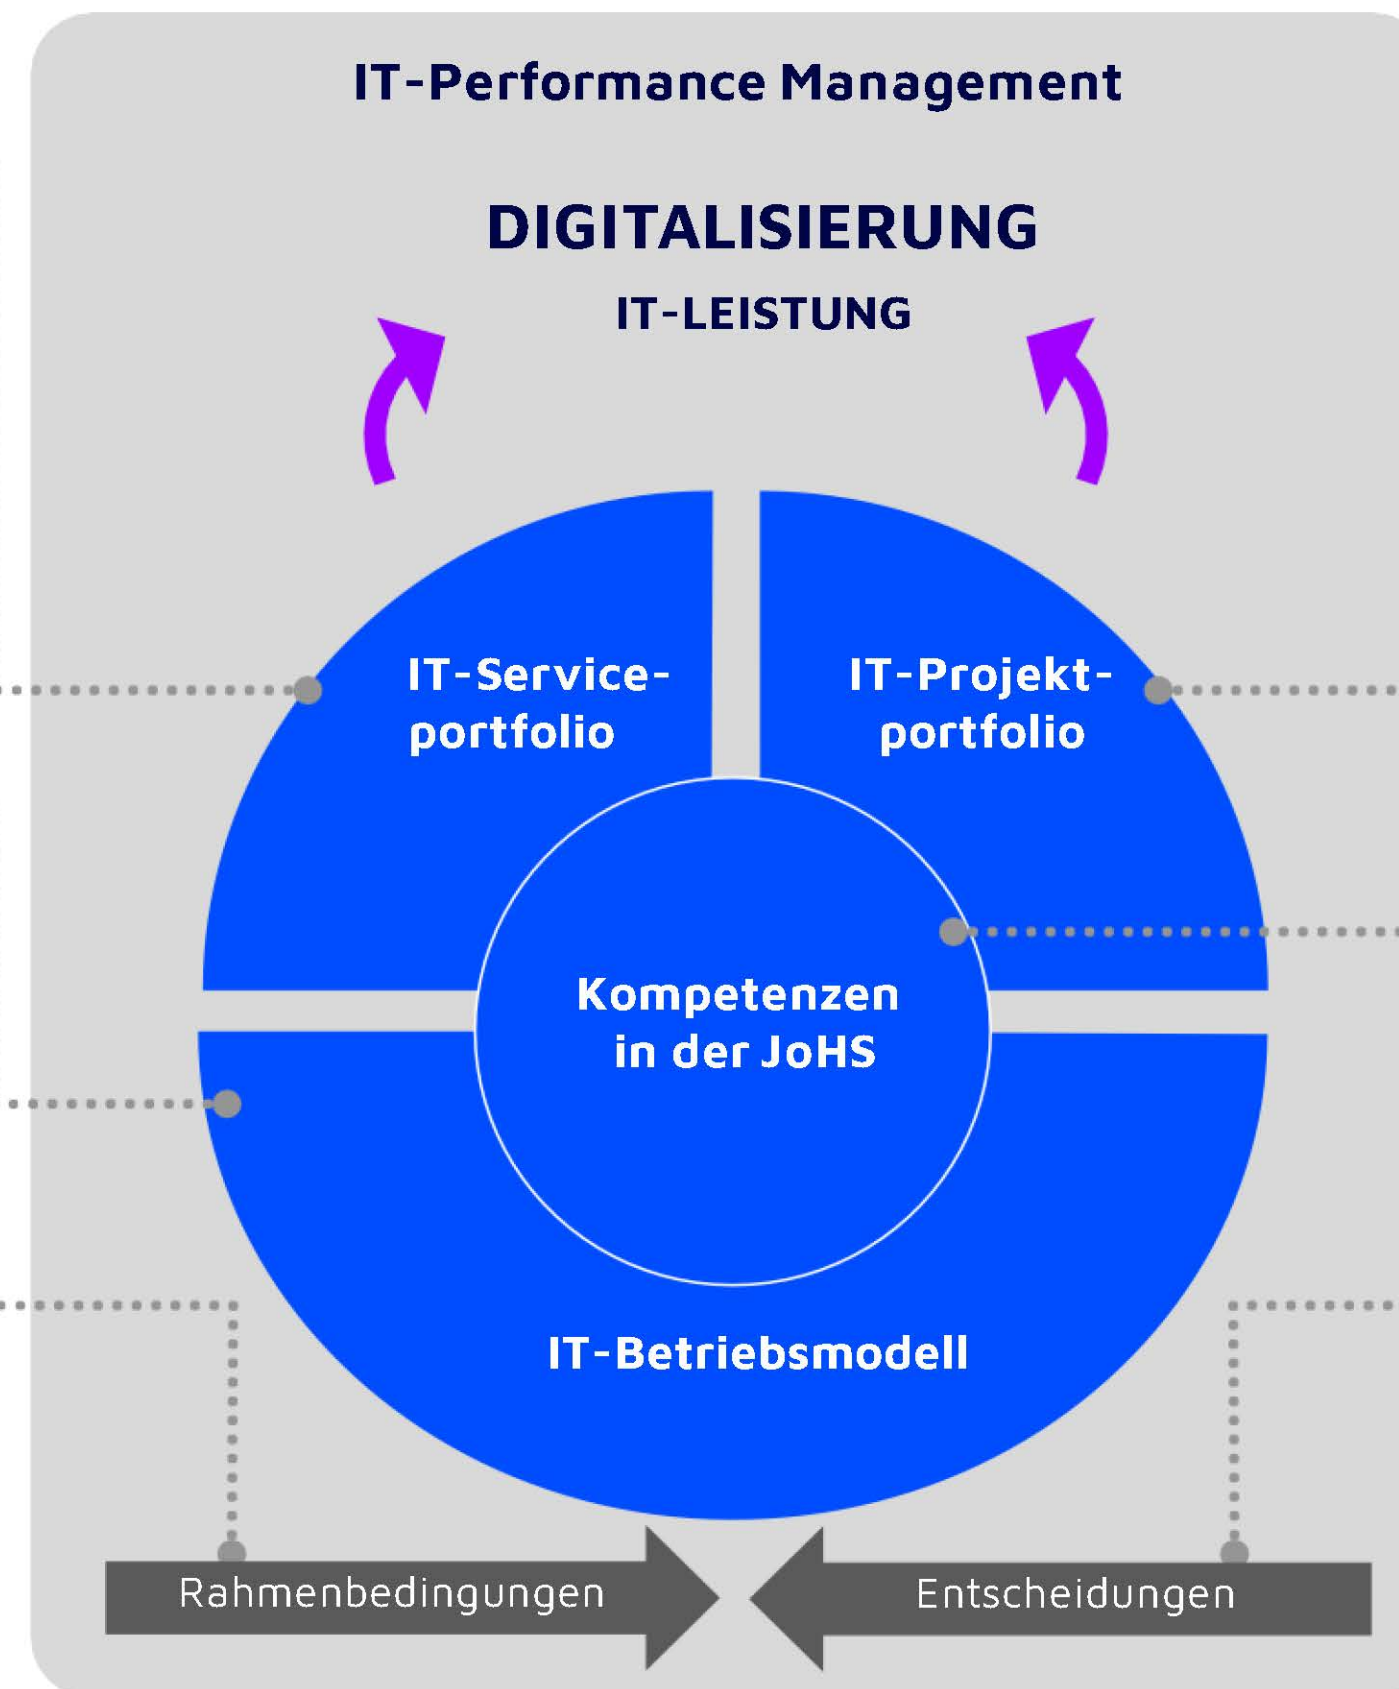 IT-Performance Management
DIGITALISIERUNG
IT-LEISTUNG
IT-Service-
portfolio
IT-Projekt-
portfolio
Kompetenzen
in der JoHS
IT-Betriebsmodell
Rahmenbedingungen
Entscheidungen